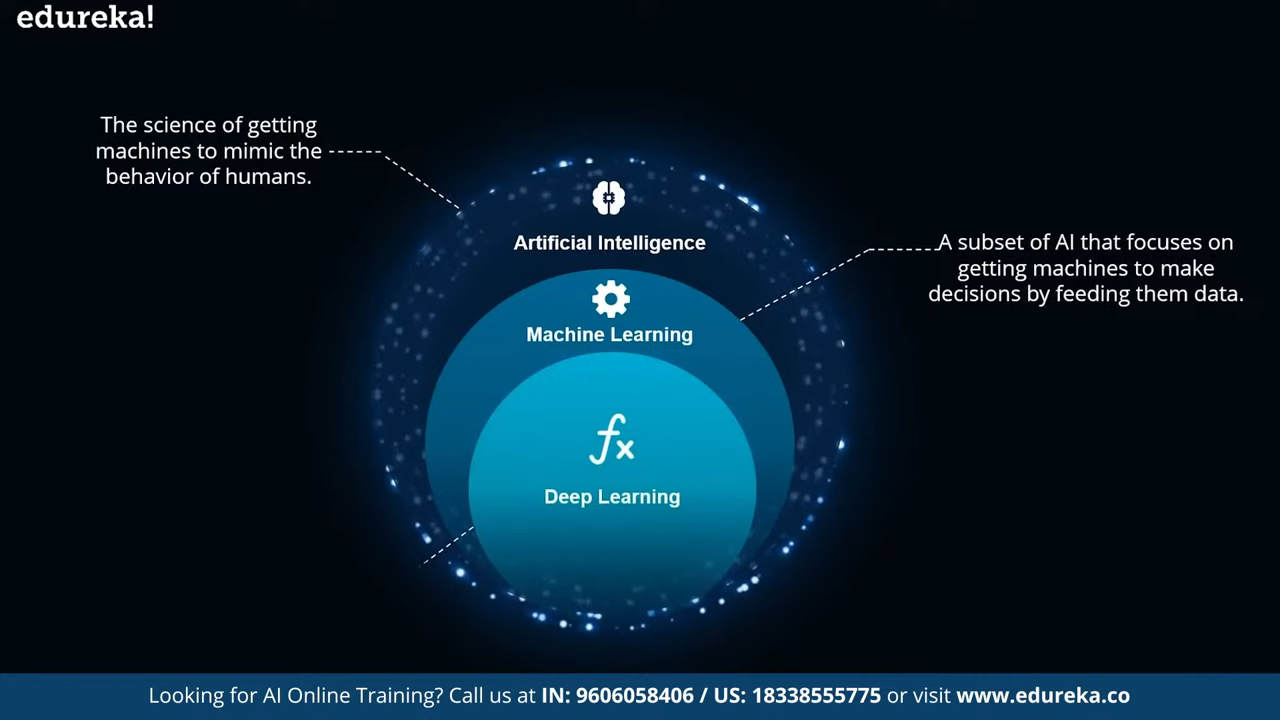 edureka!
The science of getting
machines to mimic the
behavior of humans.
Artificial Intelligence
A subset of AI that focuses on
getting machines to make
decisions by feeding them data.
Machine Learning
fx
Deep Learning
Looking for AI Online Training? Call us at IN: 9606058406 / US: 18338555775 or visit www.edureka.co